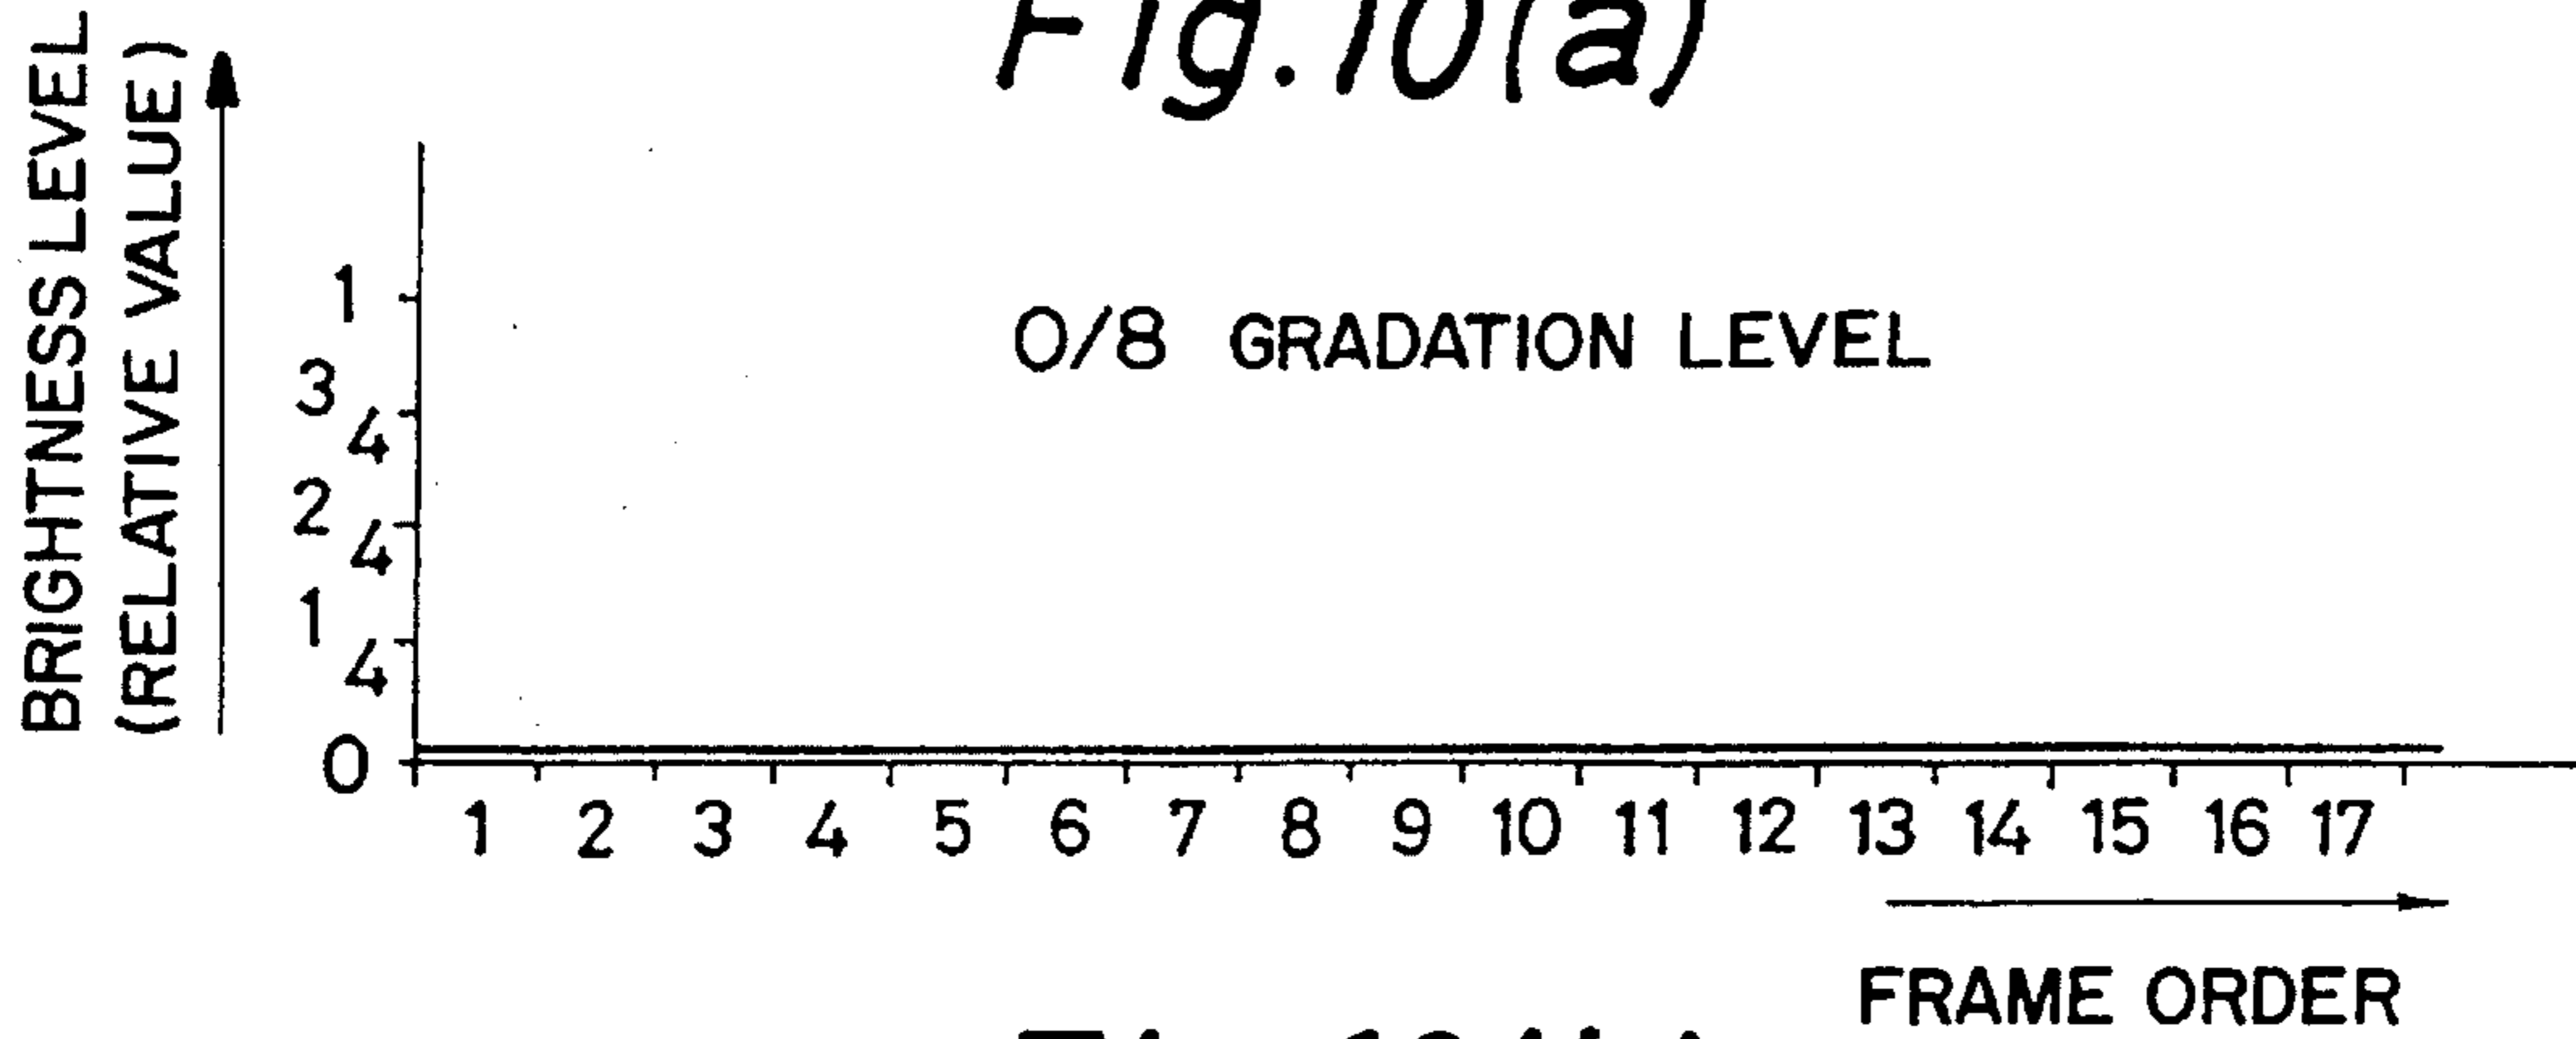 Fig.10(a)
BRIGHTNESS LEVEL
(RELATIVE VALUE)
0/8 GRADATION LEVEL
1
3/4
2/4
1/4
0
1 2 3 4 5 6 7 8 9 10 11 12 13 14 15 16 17
FRAME ORDER